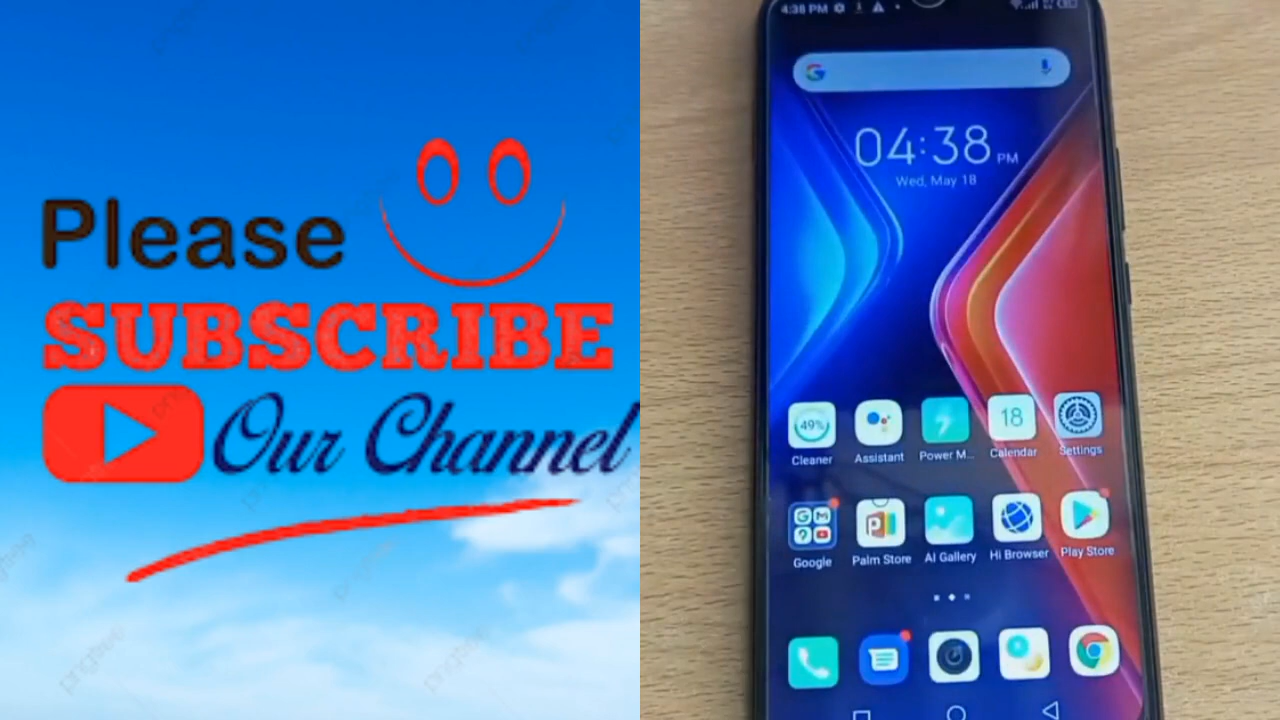 Please
SUBSCRIBE
Our Channel
4:38 PM
04:38 PM
Wed, May 18
49%
18
Cleaner Assistant Power M... Calendar Settings
Google Palm Store AI Gallery Hi Browser Play Store
pngtree